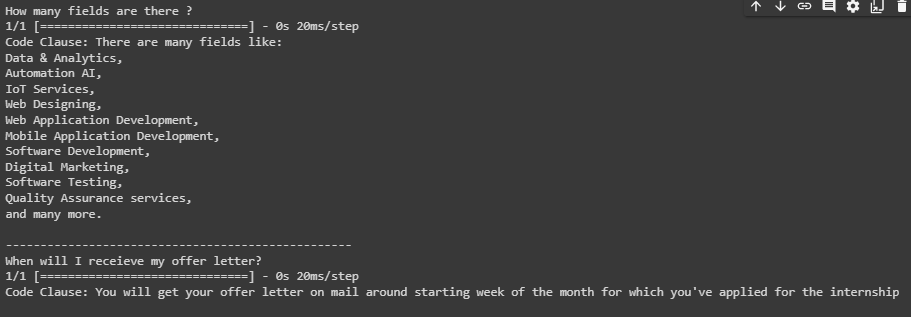 How many fields are there ?
1/1 [==============================] - 0s 20ms/step
Code Clause: There are many fields like:
Data & Analytics,
Automation AI,
IoT Services,
Web Designing,
Web Application Development,
Mobile Application Development,
Software Development,
Digital Marketing,
Software Testing,
Quality Assurance services,
and many more.
--------------------------------------------------
When will I receieve my offer letter?
1/1 [==============================] - 0s 20ms/step
Code Clause: You will get your offer letter on mail around starting week of the month for which you've applied for the internship